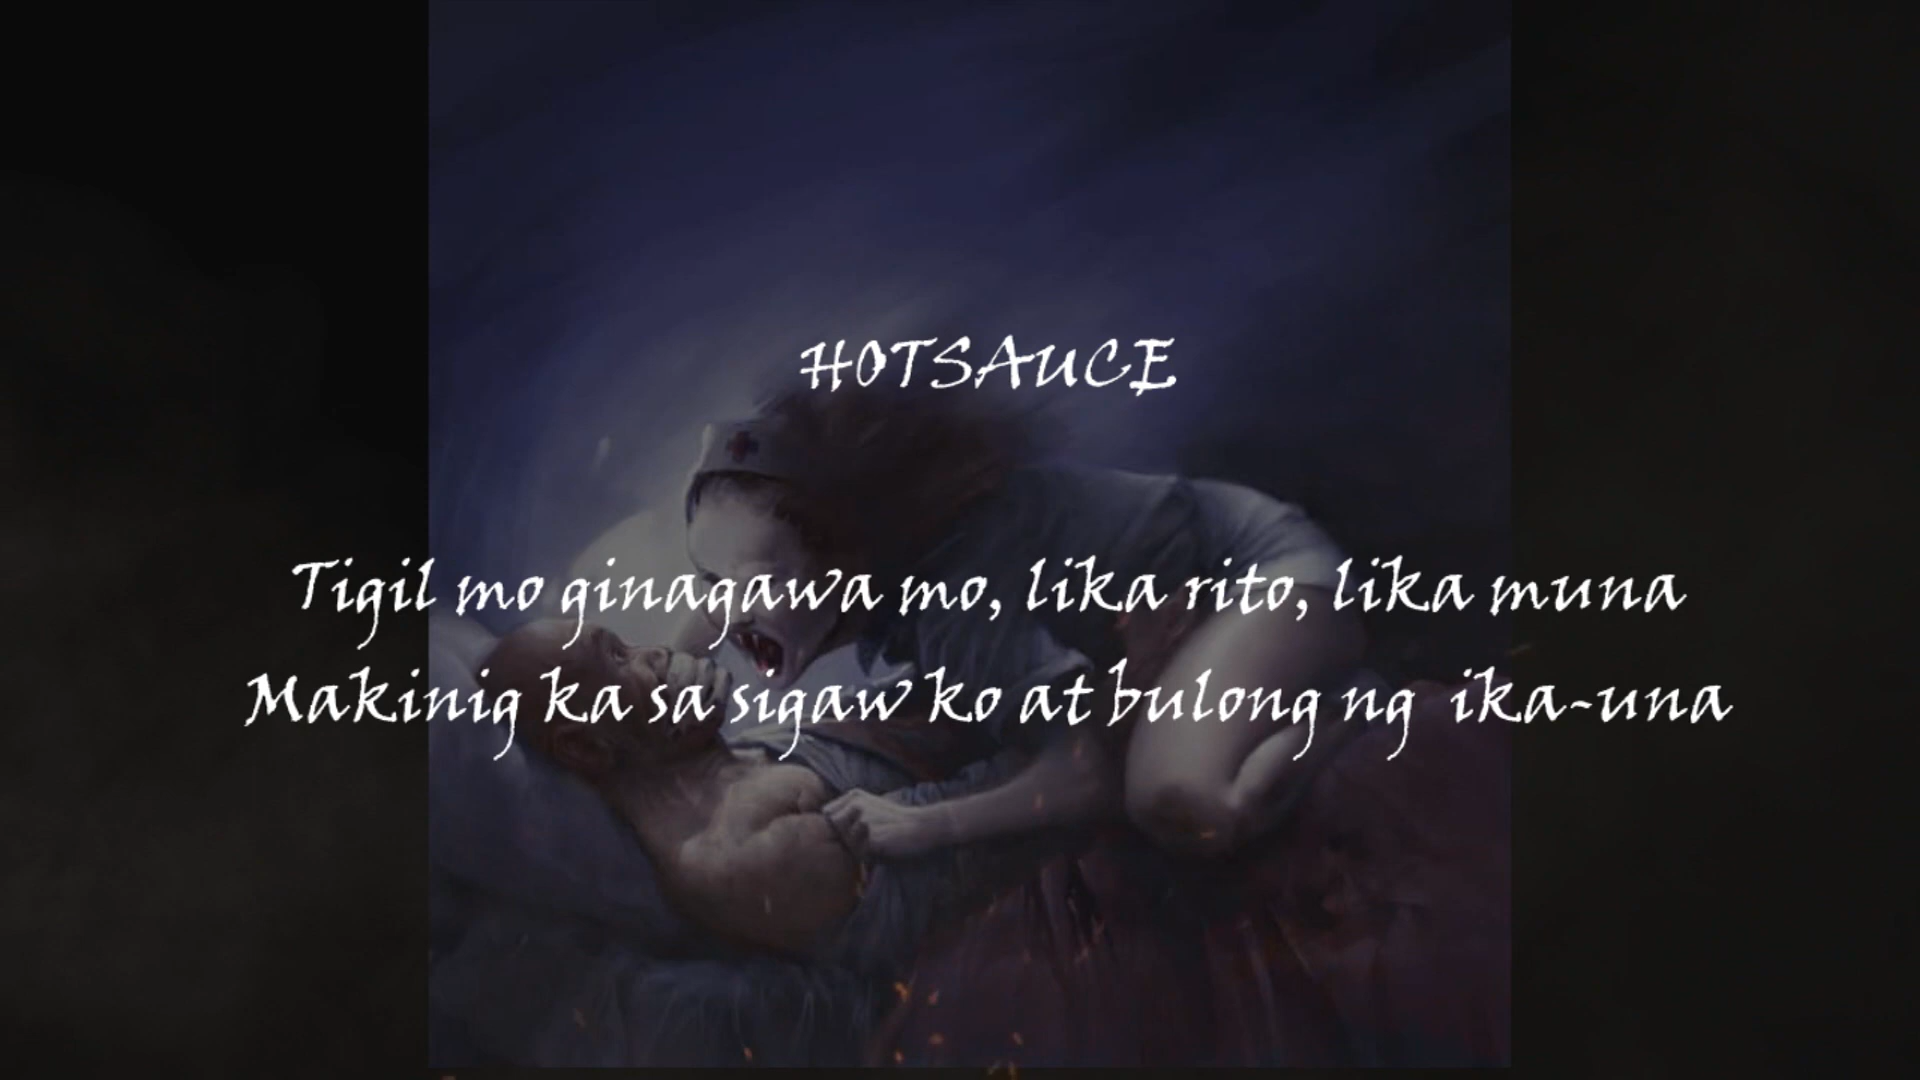 HOTSAUCE
Tigil mo ginagawa mo, lika rito, lika muna
Makinig ka sa sigaw ko at bulong ng ika-una